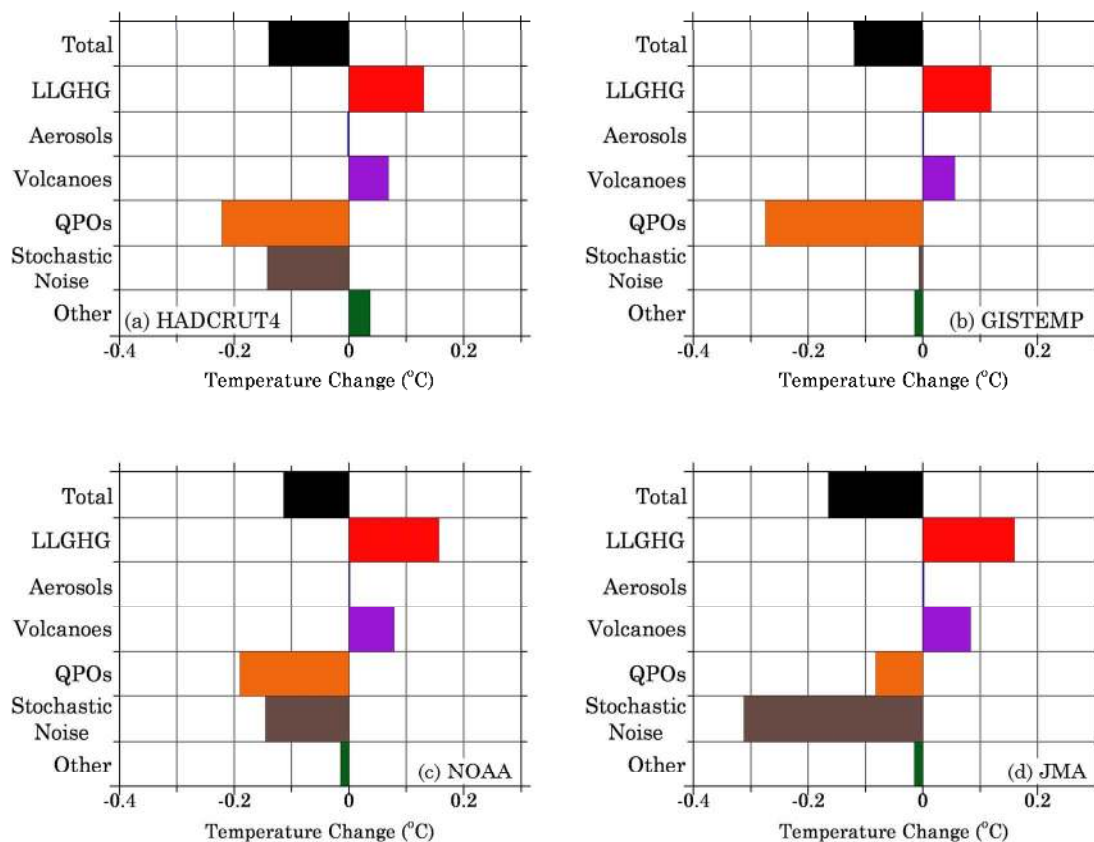 Total
LLGHG
Aerosols
Volcanoes
QPOs
Stochastic
Noise
Other
(a) HADCRUT4
-0.4 -0.2 0 0.2
Temperature Change (°C)
Total
LLGHG
Aerosols
Volcanoes
QPOs
Stochastic
Noise
Other
(b) GISTEMP
-0.4 -0.2 0 0.2
Temperature Change (°C)
Total
LLGHG
Aerosols
Volcanoes
QPOs
Stochastic
Noise
Other
(c) NOAA
-0.4 -0.2 0 0.2
Temperature Change (°C)
Total
LLGHG
Aerosols
Volcanoes
QPOs
Stochastic
Noise
Other
(d) JMA
-0.4 -0.2 0 0.2
Temperature Change (°C)